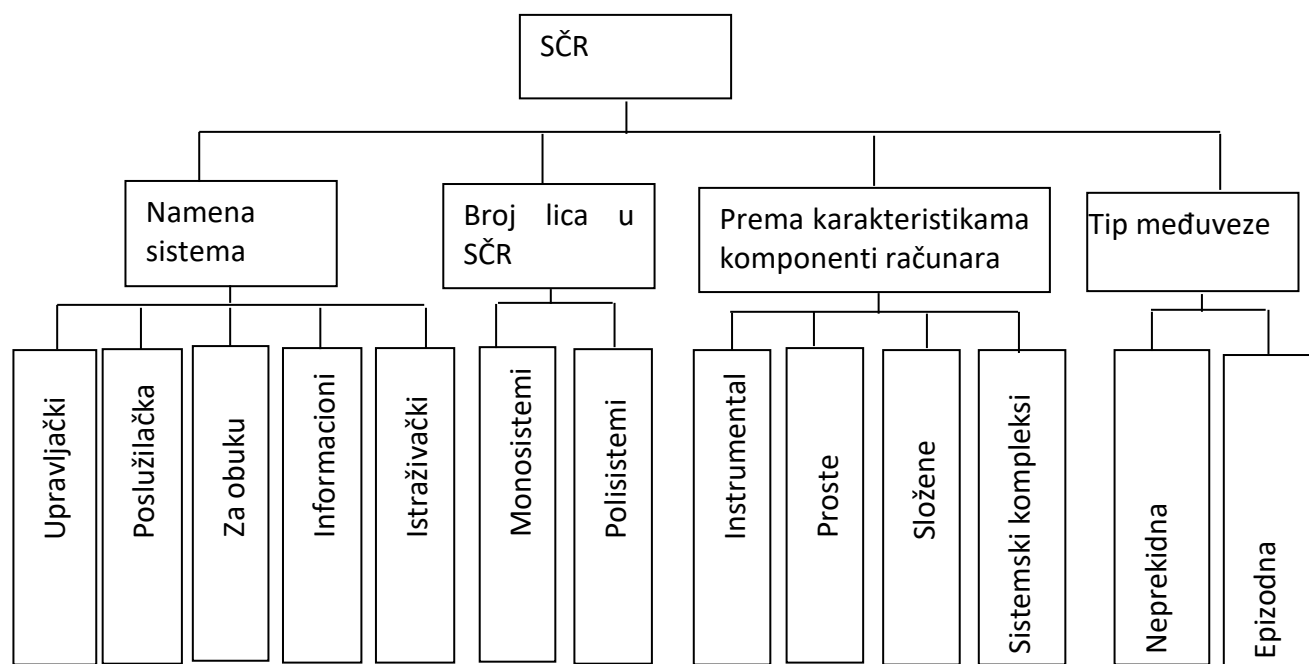 SČR
Namena
sistema
Broj lica u
SČR
Prema karakteristikama
komponenti računara
Tip međuveze
Upravljački
Poslužilačka
Za obuku
Informacioni
Istraživački
Monosistemi
Polisistemi
Instrumental
Proste
Složene
Sistemski kompleksi
Neprekidna
Epizodna